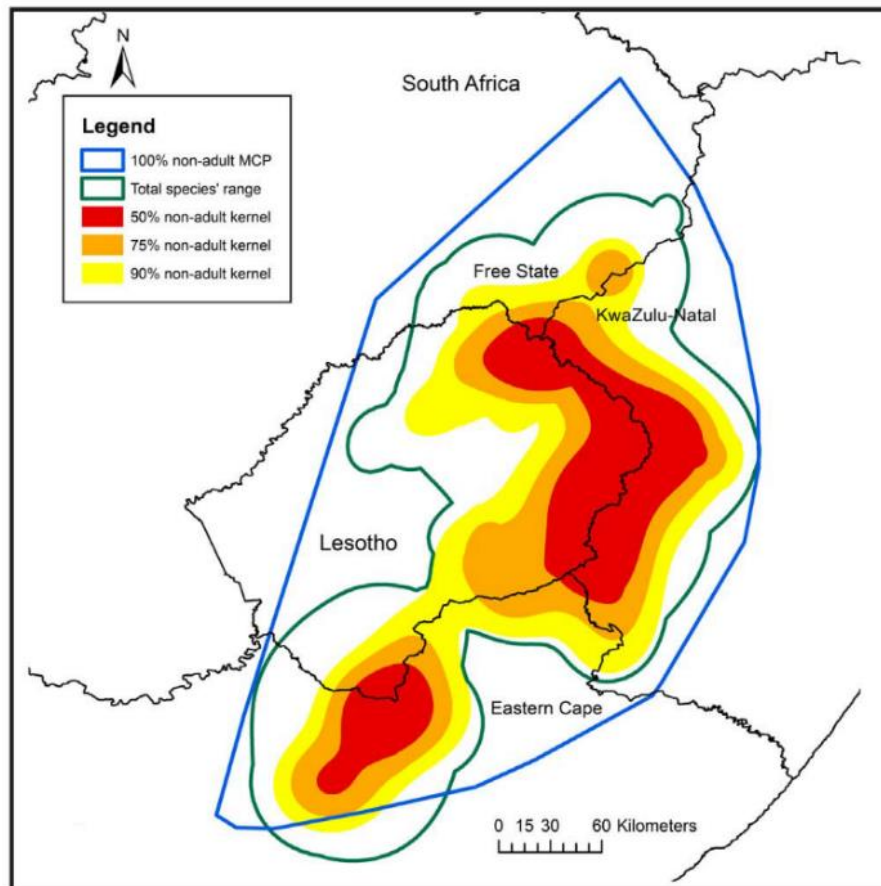 N
South Africa
Legend
100% non-adult MCP
Total species' range
50% non-adult kernel
75% non-adult kernel
90% non-adult kernel
Free State
KwaZulu-Natal
Lesotho
Eastern Cape
0 15 30 60 Kilometers